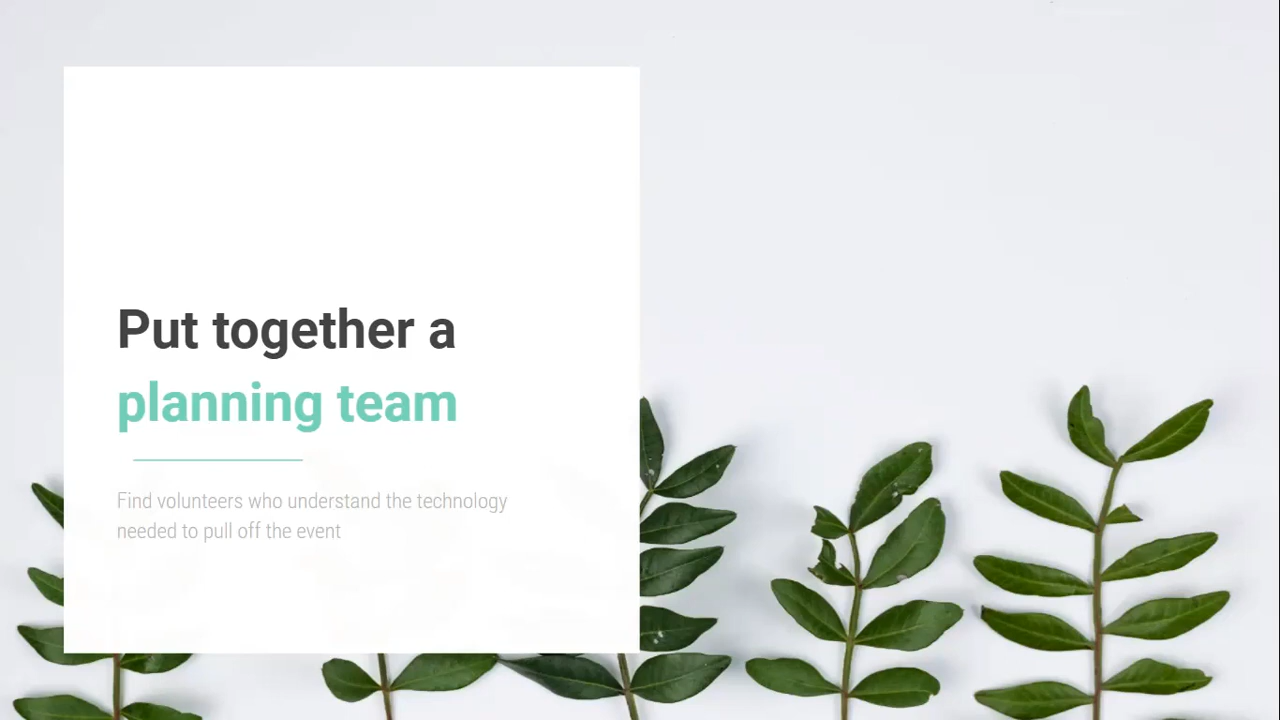 Put together a
planning team
Find volunteers who understand the technology
needed to pull off the event